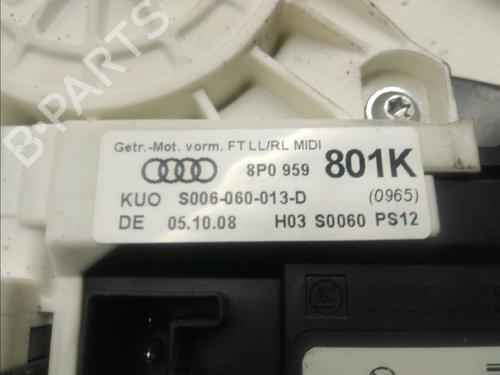 Getr.-Mot. vorm. FT LL/RL MIDI
8P0 959 801K
KUO S006-060-013-D (0965)
DE 05.10.08 H03 S0060 PS12